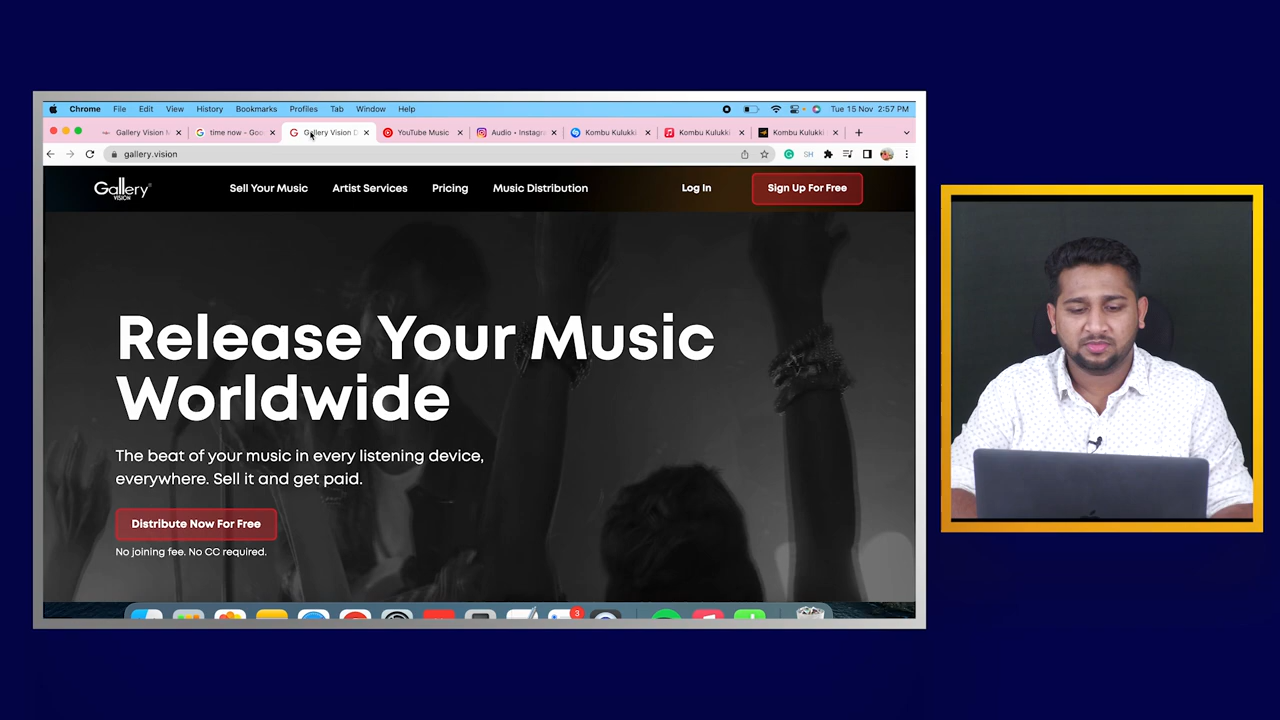 Chrome File Edit View History Bookmarks Profiles Tab Window Help Tue 15 Nov 2:57 PM
Gallery Vision M time now - Goo Gallery Vision D YouTube Music Audio • Instagra Kombu Kulukki Kombu Kulukki Kombu Kulukki
gallery.vision SH
Gallery VISION Sell Your Music Artist Services Pricing Music Distribution Log In Sign Up For Free
Release Your Music
Worldwide
The beat of your music in every listening device,
everywhere. Sell it and get paid.
Distribute Now For Free
No joining fee. No CC required.
3